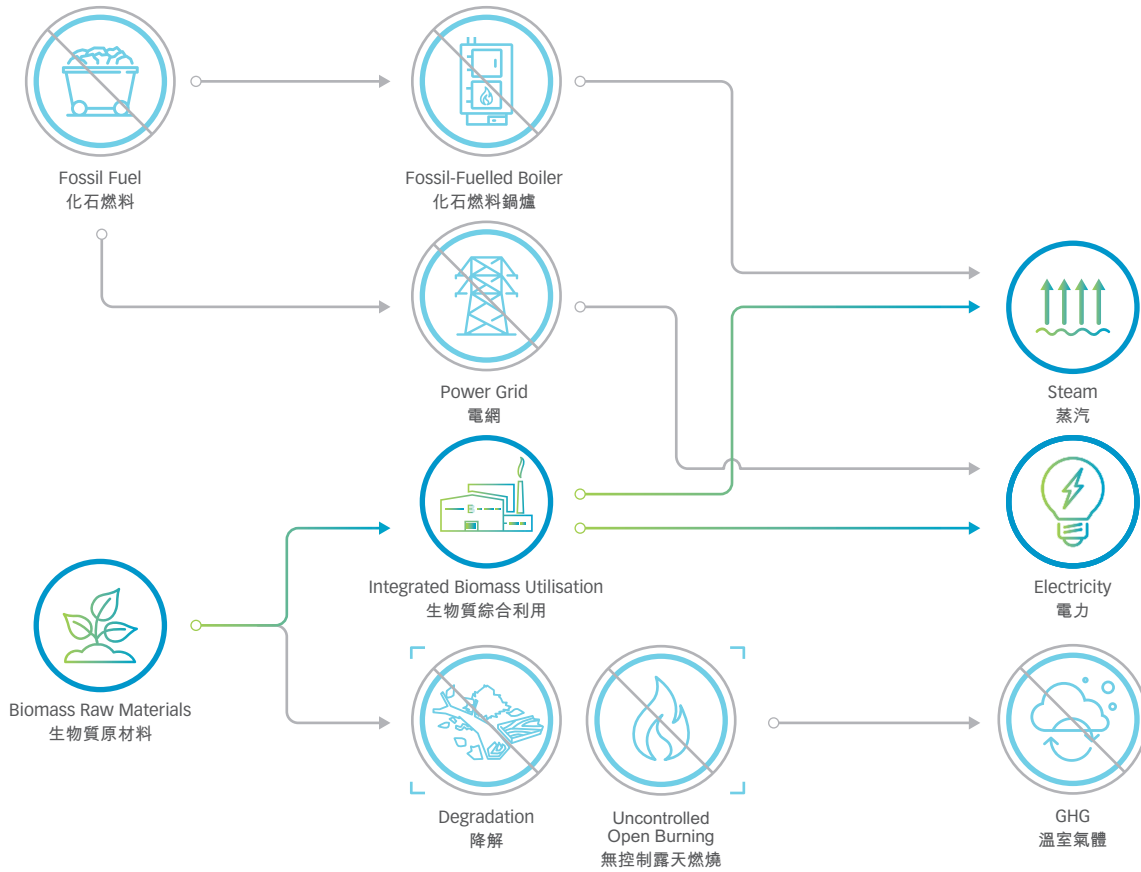 Fossil Fuel
化石燃料
Fossil-Fuelled Boiler
化石燃料鍋爐
Power Grid
電網
Steam
蒸汽
Integrated Biomass Utilisation
生物質綜合利用
Electricity
電力
Biomass Raw Materials
生物質原材料
Degradation
降解
Uncontrolled
Open Burning
無控制露天燃燒
GHG
溫室氣體